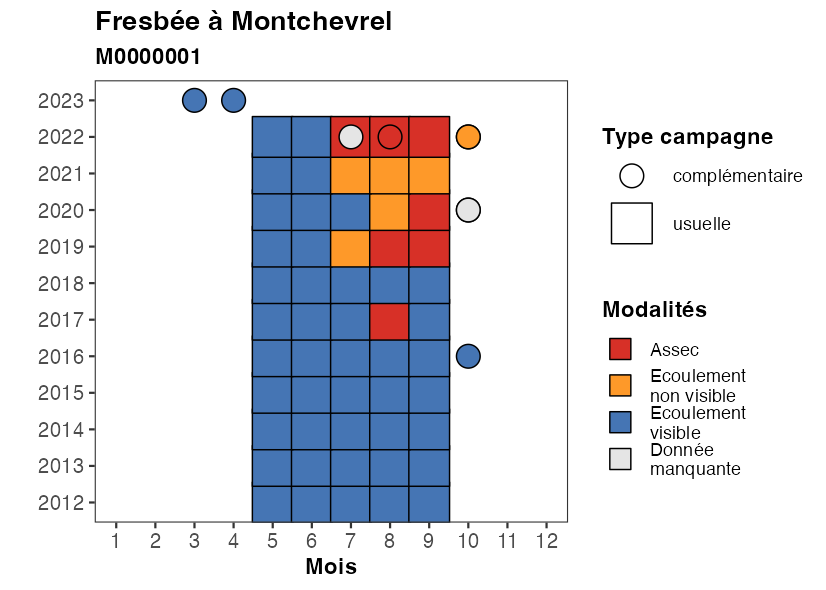 Fresbée à Montchevrel
M0000001
2023
2022
2021
2020
2019
2018
2017
2016
2015
2014
2013
2012
1 2 3 4 5 6 7 8 9 10 11 12
Mois
Type campagne
complémentaire
usuelle
Modalités
Assec
Ecoulement
non visible
Ecoulement
visible
Donnée
manquante